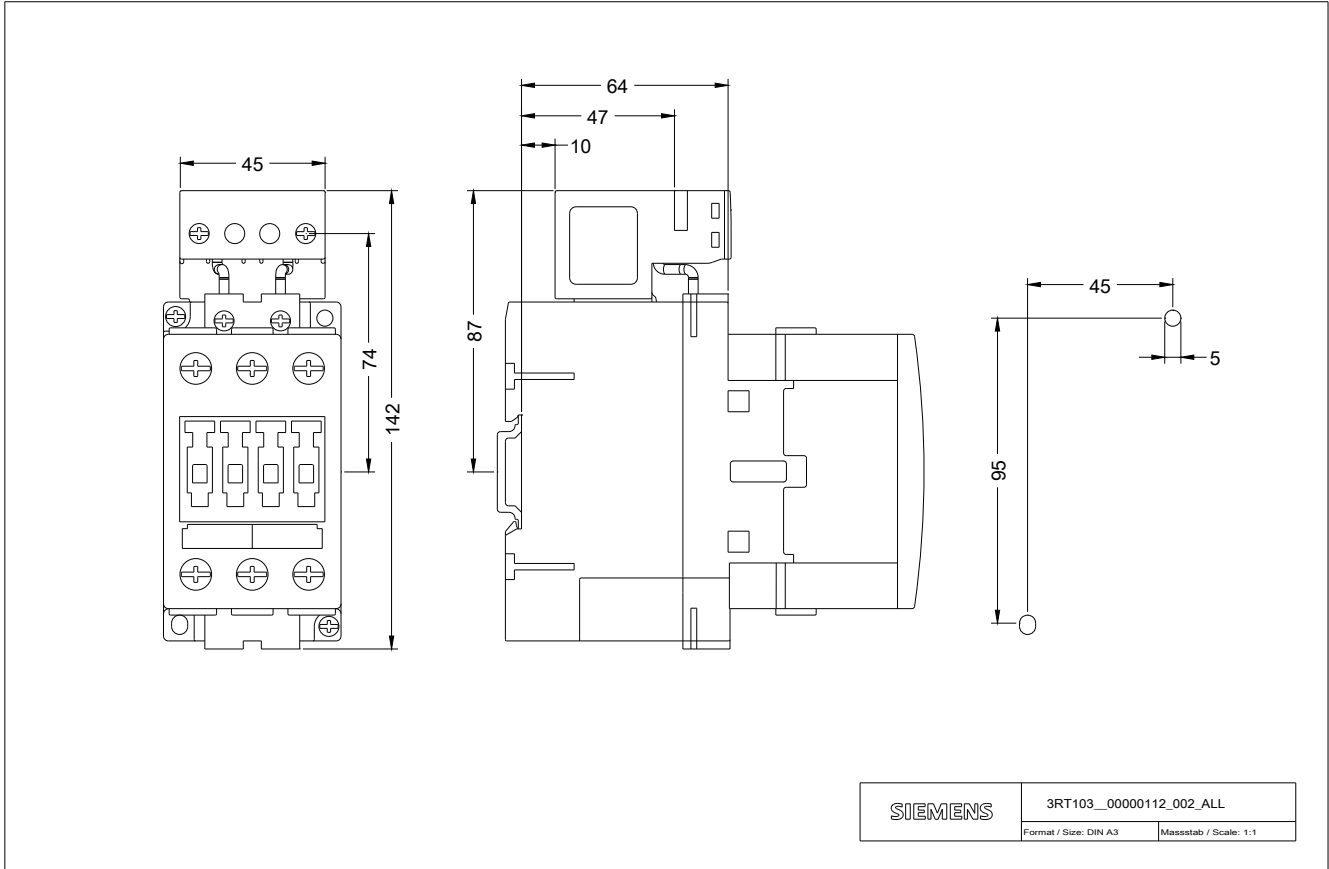 64
47
10
45
74
142
87
45
5
95
SIEMENS
3RT103__00000112_002_ALL
Format / Size: DIN A3
Massstab / Scale: 1:1